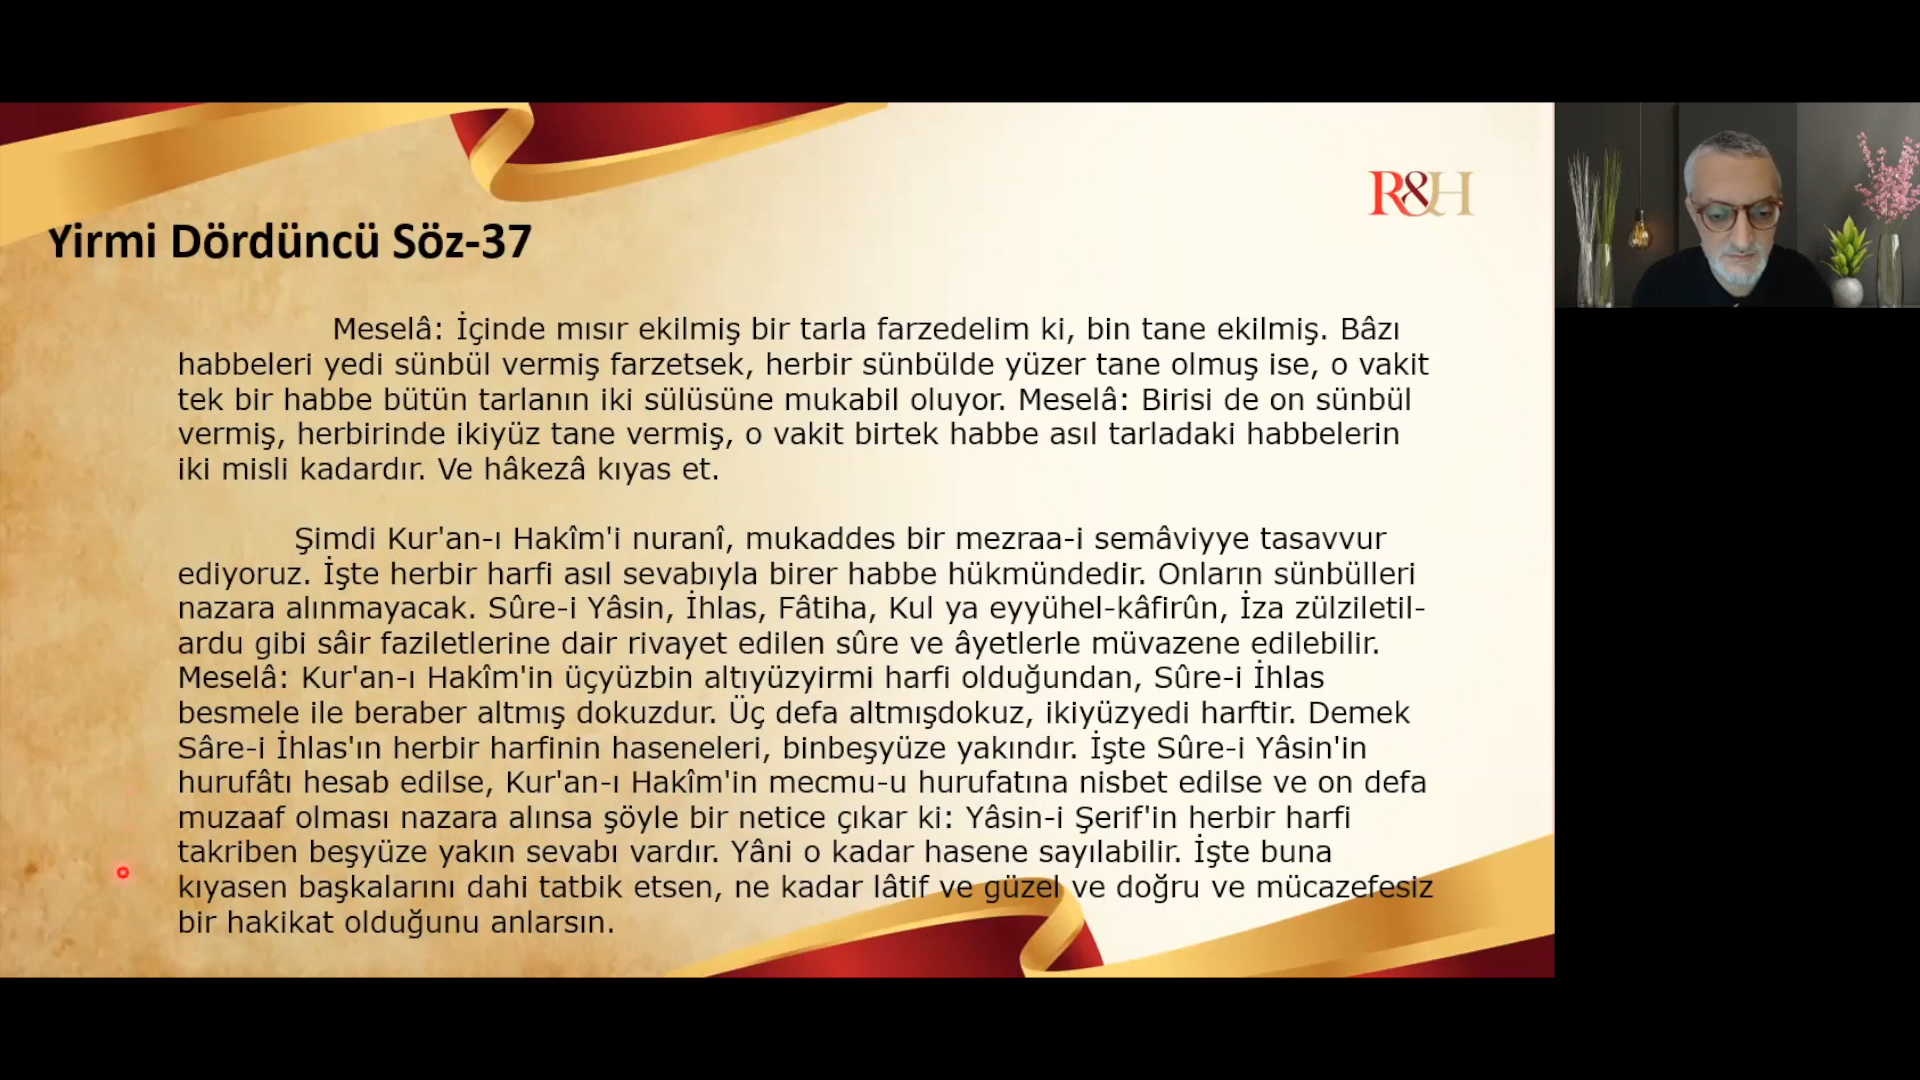 R&H
Yirmi Dördüncü Söz-37
Meselâ: İçinde mısır ekilmiş bir tarla farzedelim ki, bin tane ekilmiş. Bâzı
habbeleri yedi sünbül vermiş farzetsek, herbir sünbülde yüzer tane olmuş ise, o vakit
tek bir habbe bütün tarlanın iki sülüsüne mukabil oluyor. Meselâ: Birisi de on sünbül
vermiş, herbirinde ikiyüz tane vermiş, o vakit birtek habbe asıl tarladaki habbelerin
iki misli kadardır. Ve hâkezâ kıyas et.
Şimdi Kur'an-ı Hakîm'i nuranî, mukaddes bir mezraa-i semâviyye tasavvur
ediyoruz. İşte herbir harfi asıl sevabıyla birer habbe hükmündedir. Onların sünbülleri
nazara alınmayacak. Sûre-i Yâsin, İhlas, Fâtiha, Kul ya eyyühel-kâfirûn, İza zülziletil-
ardu gibi sâir faziletlerine dair rivayet edilen sûre ve âyetlerle müvazene edilebilir.
Meselâ: Kur'an-ı Hakîm'in üçyüzbin altıyüzyirmi harfi olduğundan, Sûre-i İhlas
besmele ile beraber altmış dokuzdur. Üç defa altmışdokuz, ikiyüzyedi harftir. Demek
Sâre-i İhlas'ın herbir harfinin haseneleri, binbeşyüze yakındır. İşte Sûre-i Yâsin'in
hurufâtı hesab edilse, Kur'an-ı Hakîm'in mecmu-u hurufatına nisbet edilse ve on defa
muzaaf olması nazara alınsa şöyle bir netice çıkar ki: Yâsin-i Şerif'in herbir harfi
takriben beşyüze yakın sevabı vardır. Yâni o kadar hasene sayılabilir. İşte buna
kıyasen başkalarını dahi tatbik etsen, ne kadar lâtif ve güzel ve doğru ve mücazefesiz
bir hakikat olduğunu anlarsın.